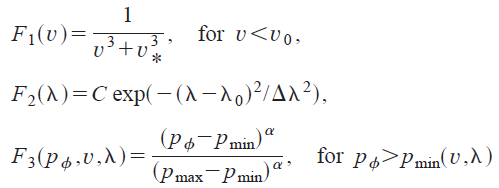 F₁(v) = 1 / (v³ + v³_*), for v < v₀,
F₂(λ) = C exp(−(λ − λ₀)²/Δλ²),
F₃(p_ϕ, v, λ) = (p_ϕ − p_min)^α / (p_max − p_min)^α, for p_ϕ > p_min(v, λ)